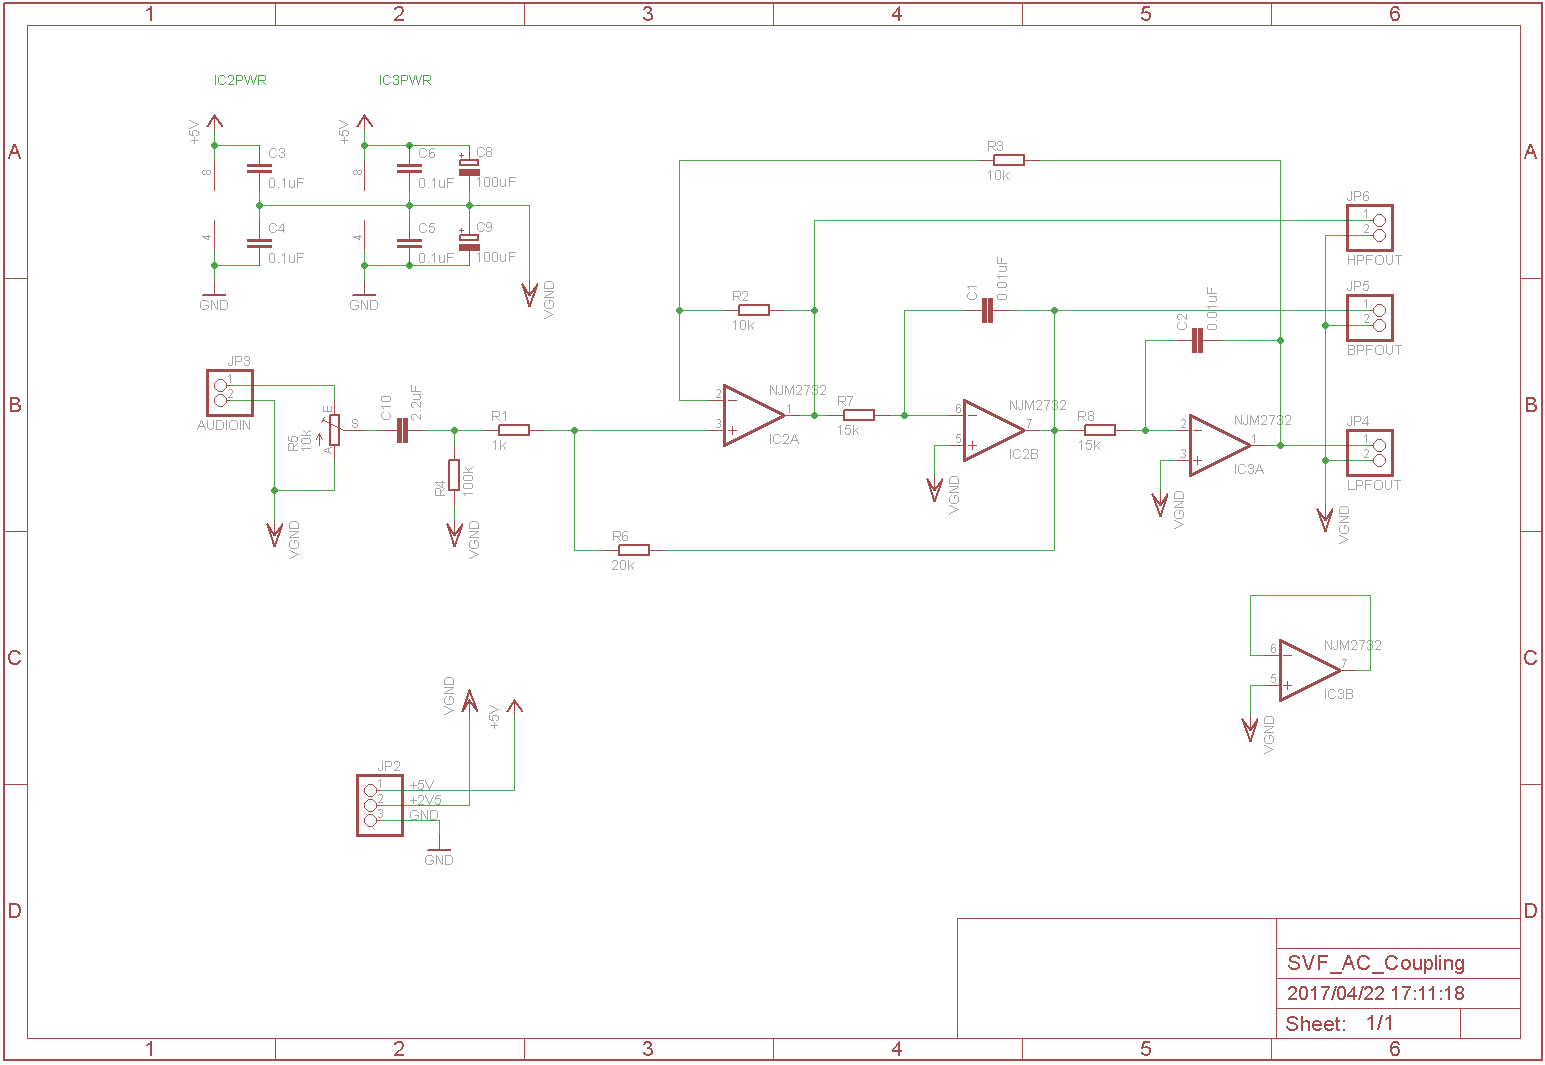 1 2 3 4 5 6
IC2PWR IC3PWR
+5V +5V
A A
C3 C6 C8
8 8
0.1uF 0.1uF + 100uF
R3
10k
C4 C5 C9
4 4
0.1uF 0.1uF + 100uF
GND GND
VGND
JP6
1
2
HPFOUT
JP5
1
2
BPFOUT
R2
10k
C1 0.01uF
C2 0.01uF
JP3
1
2
AUDIOIN
B B
R5 10k
E
S
A
C10 2.2uF
R1
1k
R4 100k
NJM2732
2 −
3 +
1
IC2A
R7
15k
NJM2732
6 −
5 +
7
IC2B
R8
15k
NJM2732
2 −
3 +
1
IC3A
JP4
1
2
LPFOUT
VGND VGND VGND VGND VGND
R6
20k
C C
NJM2732
6 −
5 +
7
IC3B
VGND
VGND +5V
JP2
1 +5V
2 +2V5
3 GND
GND
D D
SVF_AC_Coupling
2017/04/22 17:11:18
Sheet: 1/1
1 2 3 4 5 6